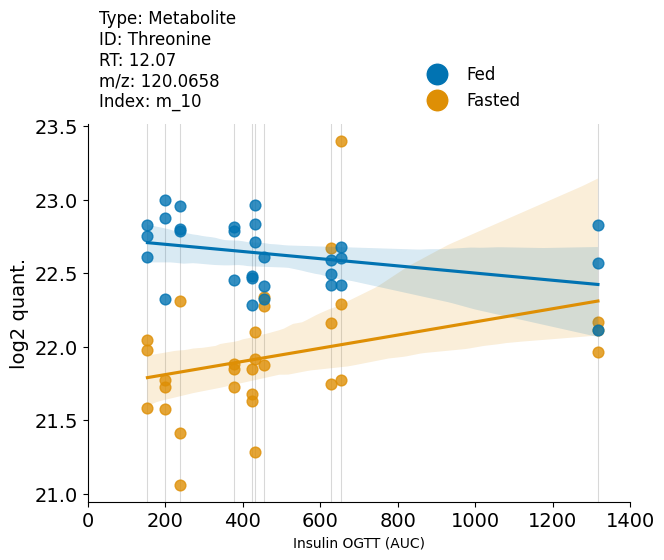 Type: Metabolite
ID: Threonine
RT: 12.07
m/z: 120.0658
Index: m_10
Fed
Fasted
23.5
23.0
22.5
22.0
21.5
21.0
log2 quant.
0 200 400 600 800 1000 1200 1400
Insulin OGTT (AUC)